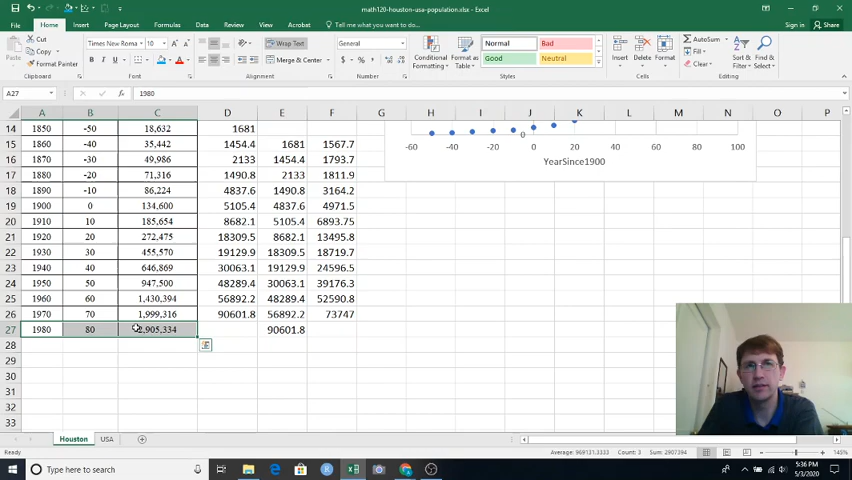 math120-houston-usa-population.xlsx - Excel
File Home Insert Page Layout Formulas Data Review View Acrobat Tell me what you want to do Sign in Share
Cut Times New Roma 10 Wrap Text General Normal Bad AutoSum
Copy Fill
Format Painter Merge & Center Good Neutral Clear
Conditional Formatting Format as Table Insert Delete Format Sort & Filter Find & Select
Clipboard Font Alignment Number Styles Cells Editing
A27 fx 1980
A B C D E F G H I J K L M N O P
14 1850 -50 18,632 1681
15 1860 -40 35,442 1454.4 1681 1567.7
16 1870 -30 49,986 2133 1454.4 1793.7
17 1880 -20 71,316 1490.8 2133 1811.9
18 1890 -10 86,224 4837.6 1490.8 3164.2
19 1900 0 134,600 5105.4 4837.6 4971.5
20 1910 10 185,654 8682.1 5105.4 6893.75
21 1920 20 272,475 18309.5 8682.1 13495.8
22 1930 30 455,570 19129.9 18309.5 18719.7
23 1940 40 646,869 30063.1 19129.9 24596.5
24 1950 50 947,500 48289.4 30063.1 39176.3
25 1960 60 1,430,394 56892.2 48289.4 52590.8
26 1970 70 1,999,316 90601.8 56892.2 73747
27 1980 80 2,905,334 90601.8
28
29
30
31
32
33
0
-60 -40 -20 0 20 40 60 80 100
YearSince1900
Houston USA
Ready Average: 969131.3333 Count: 3 Sum: 2907394 145%
Type here to search
5:36 PM
5/3/2020